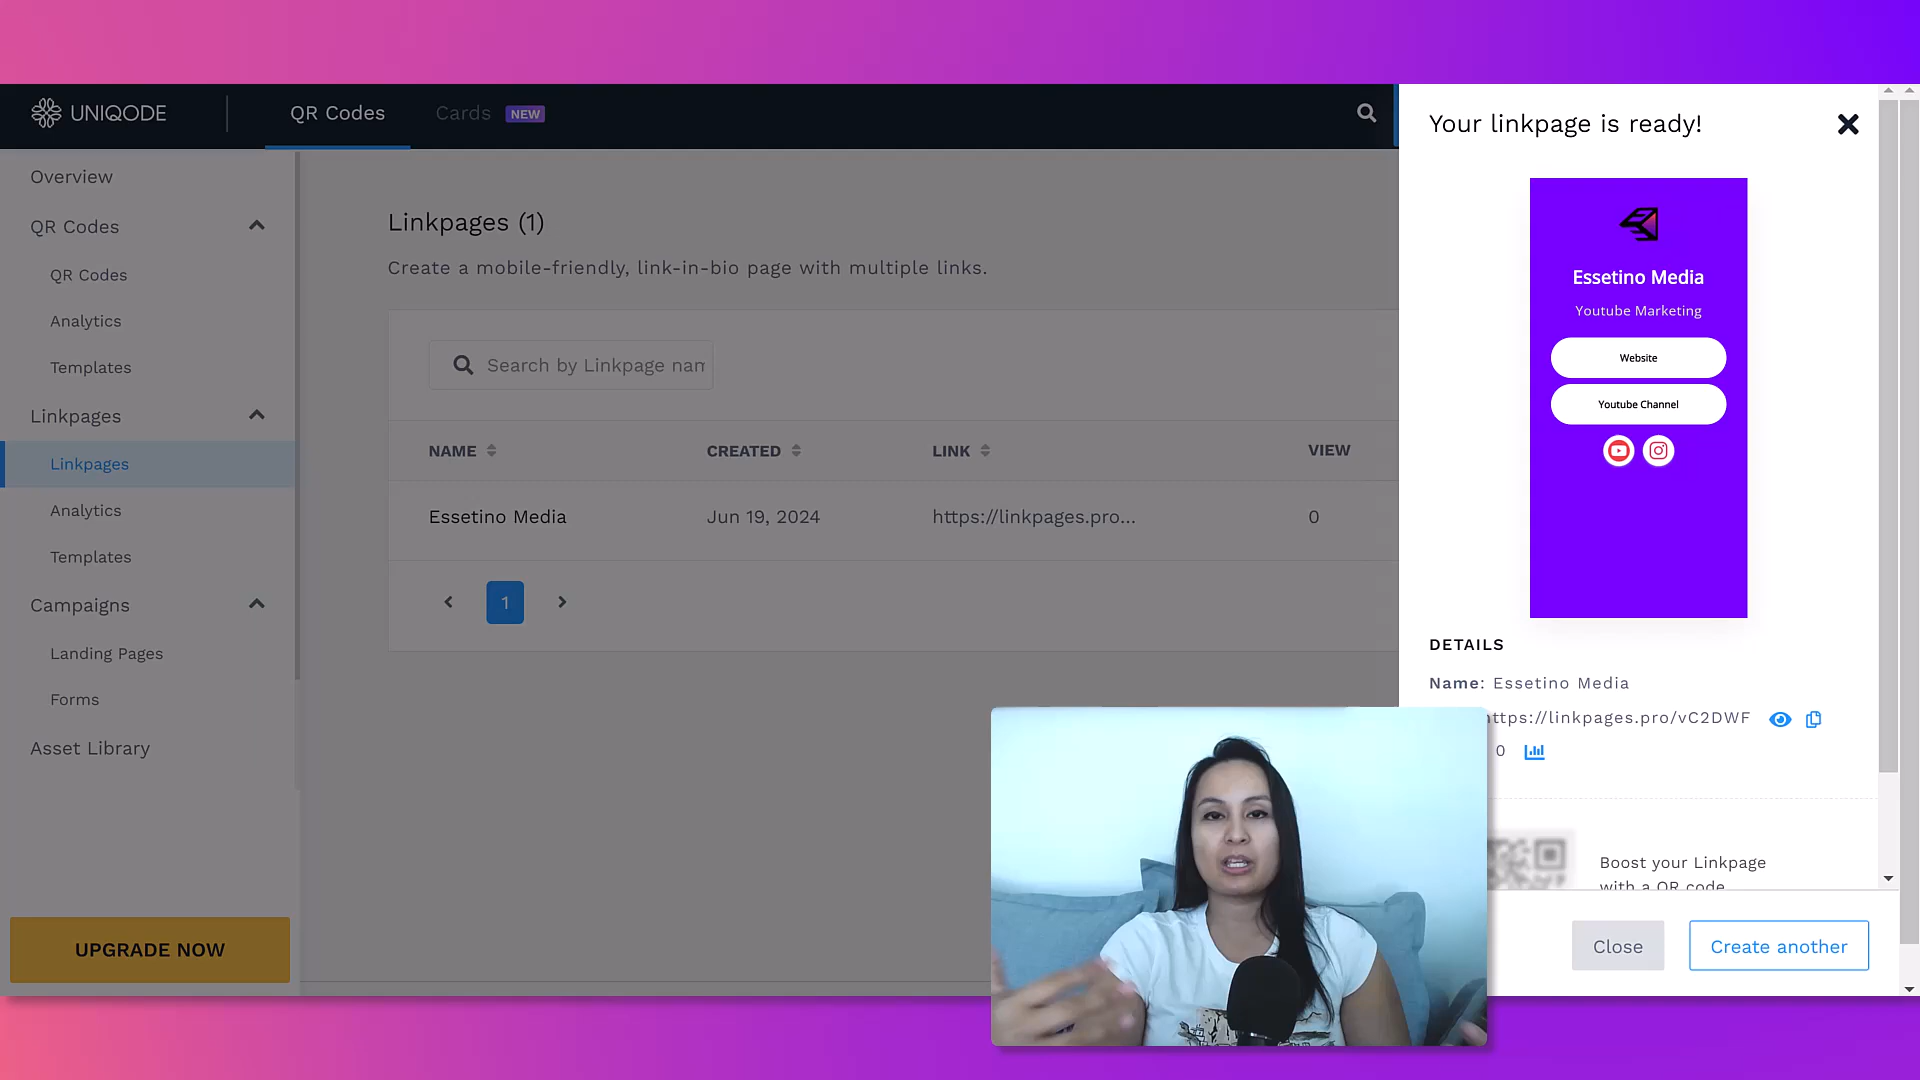 UNIQODE
QR Codes
Cards
NEW
Overview
QR Codes
QR Codes
Analytics
Templates
Linkpages
Linkpages
Analytics
Templates
Campaigns
Landing Pages
Forms
Asset Library
UPGRADE NOW
Linkpages (1)
Create a mobile-friendly, link-in-bio page with multiple links.
Search by Linkpage nam
NAME
CREATED
LINK
VIEW
Essetino Media
Jun 19, 2024
https://linkpages.pro...
0
1
Your linkpage is ready!
Essetino Media
Youtube Marketing
Website
Youtube Channel
DETAILS
Name: Essetino Media
https://linkpages.pro/vC2DWF
0
Boost your Linkpage
with a QR code
Close
Create another